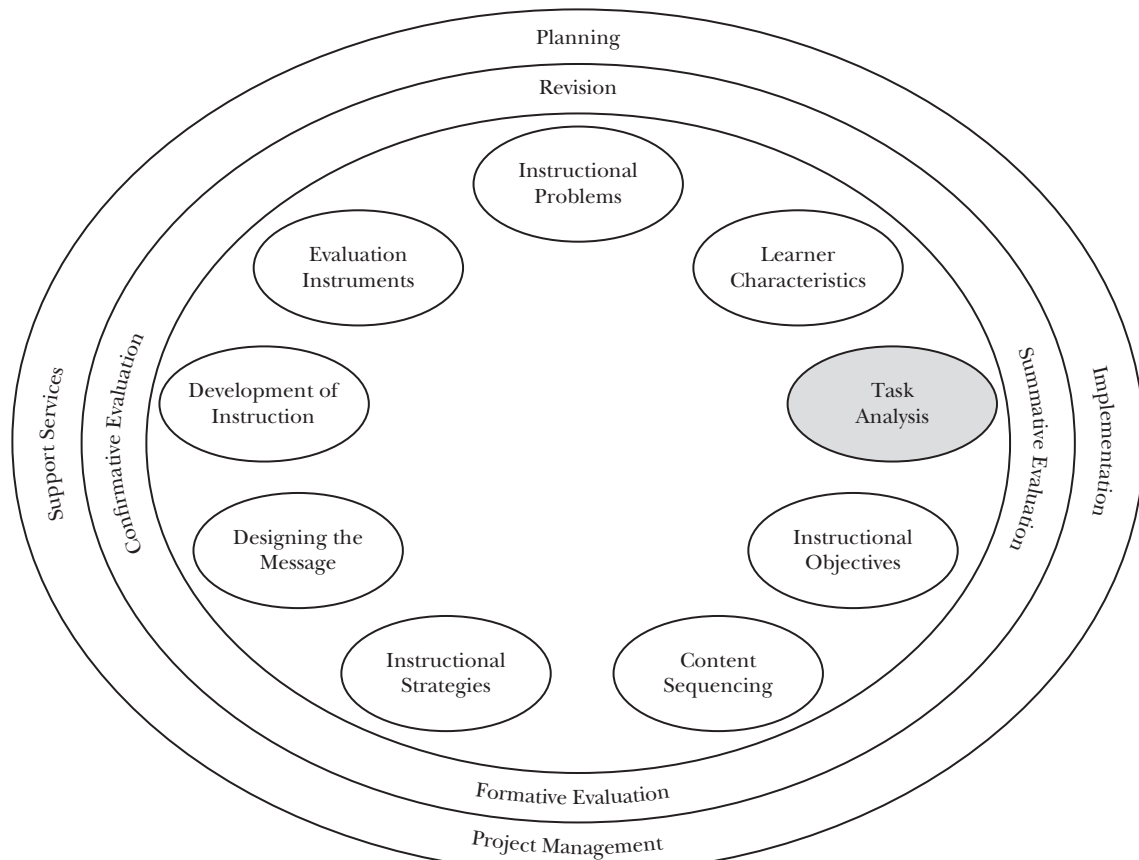 Planning
Revision
Instructional
Problems
Evaluation
Instruments
Learner
Characteristics
Development of
Instruction
Task
Analysis
Support Services
Confirmative Evaluation
Summative Evaluation
Implementation
Designing the
Message
Instructional
Objectives
Instructional
Strategies
Content
Sequencing
Formative Evaluation
Project Management